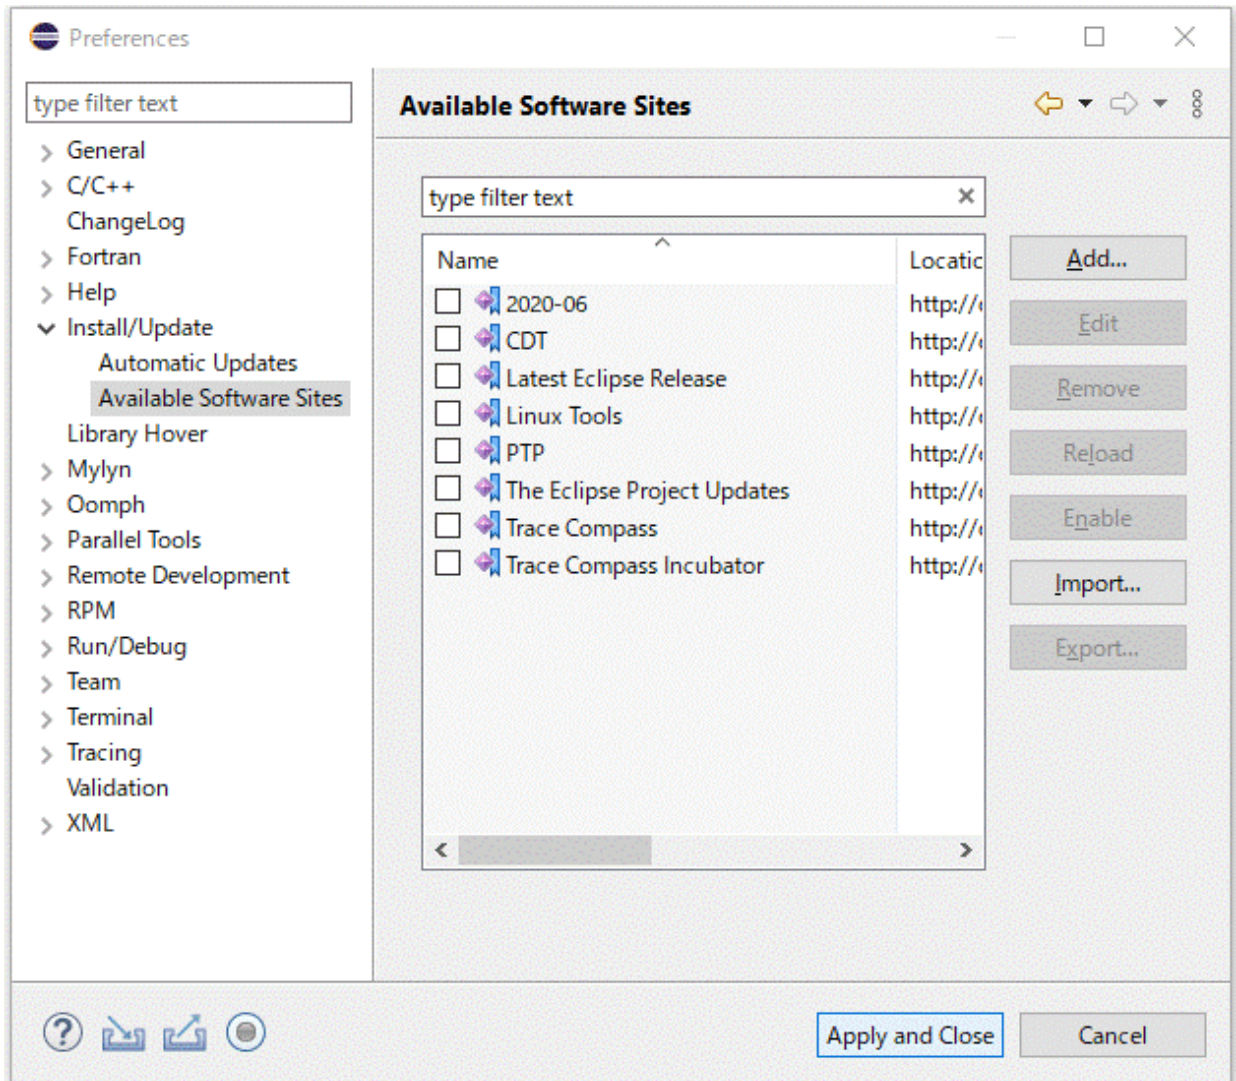 Preferences
type filter text
General
C/C++
ChangeLog
Fortran
Help
Install/Update
Automatic Updates
Available Software Sites
Library Hover
Mylyn
Oomph
Parallel Tools
Remote Development
RPM
Run/Debug
Team
Terminal
Tracing
Validation
XML
Available Software Sites
type filter text
Name Locatic
2020-06 http://
CDT http://
Latest Eclipse Release http://
Linux Tools http://
PTP http://
The Eclipse Project Updates http://
Trace Compass http://
Trace Compass Incubator http://
Add...
Edit
Remove
Reload
Enable
Import...
Export...
Apply and Close Cancel